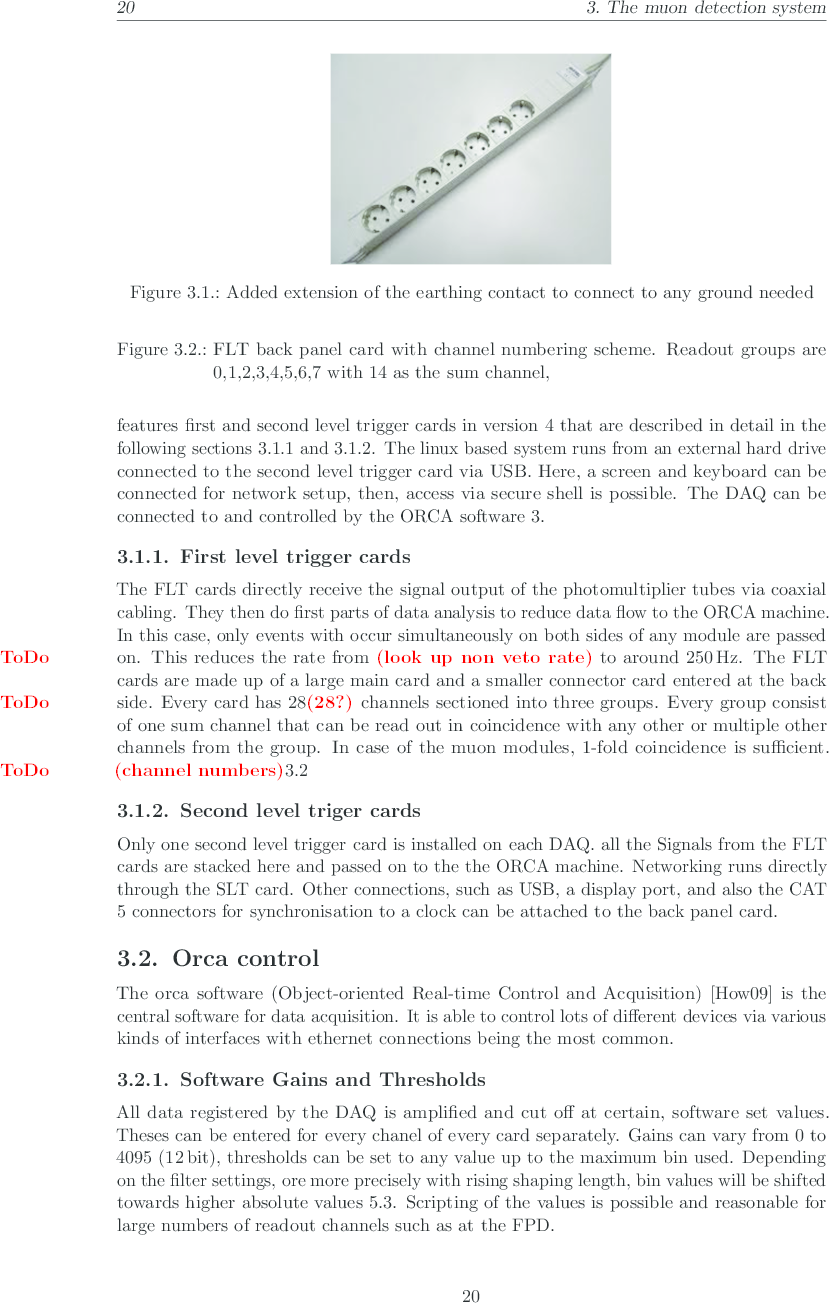 20 3. The muon detection system
Figure 3.1.: Added extension of the earthing contact to connect to any ground needed
Figure 3.2.: FLT back panel card with channel numbering scheme. Readout groups are
0,1,2,3,4,5,6,7 with 14 as the sum channel,
features first and second level trigger cards in version 4 that are described in detail in the
following sections 3.1.1 and 3.1.2. The linux based system runs from an external hard drive
connected to the second level trigger card via USB. Here, a screen and keyboard can be
connected for network setup, then, access via secure shell is possible. The DAQ can be
connected to and controlled by the ORCA software 3.
3.1.1. First level trigger cards
The FLT cards directly receive the signal output of the photomultiplier tubes via coaxial
cabling. They then do first parts of data analysis to reduce data flow to the ORCA machine.
In this case, only events with occur simultaneously on both sides of any module are passed
ToDo on. This reduces the rate from (look up non veto rate) to around 250 Hz. The FLT
cards are made up of a large main card and a smaller connector card entered at the back
ToDo side. Every card has 28(28?) channels sectioned into three groups. Every group consist
of one sum channel that can be read out in coincidence with any other or multiple other
channels from the group. In case of the muon modules, 1-fold coincidence is sufficient.
ToDo (channel numbers)3.2
3.1.2. Second level triger cards
Only one second level trigger card is installed on each DAQ. all the Signals from the FLT
cards are stacked here and passed on to the the ORCA machine. Networking runs directly
through the SLT card. Other connections, such as USB, a display port, and also the CAT
5 connectors for synchronisation to a clock can be attached to the back panel card.
3.2. Orca control
The orca software (Object-oriented Real-time Control and Acquisition) [How09] is the
central software for data acquisition. It is able to control lots of different devices via various
kinds of interfaces with ethernet connections being the most common.
3.2.1. Software Gains and Thresholds
All data registered by the DAQ is amplified and cut off at certain, software set values.
Theses can be entered for every chanel of every card separately. Gains can vary from 0 to
4095 (12 bit), thresholds can be set to any value up to the maximum bin used. Depending
on the filter settings, ore more precisely with rising shaping length, bin values will be shifted
towards higher absolute values 5.3. Scripting of the values is possible and reasonable for
large numbers of readout channels such as at the FPD.
20